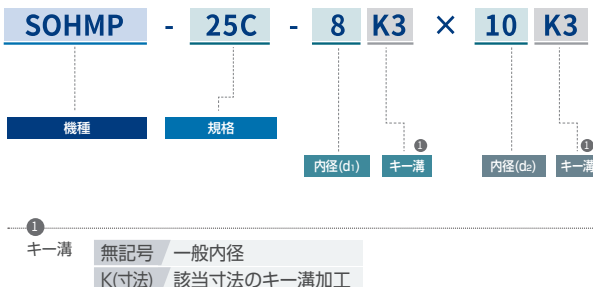 SOHMP - 25C - 8 K3 × 10 K3
機種 規格
1 1
内径(d1) キー溝 内径(d2) キー溝
1
キー溝 無記号 一般内径
K(寸法) 該当寸法のキー溝加工